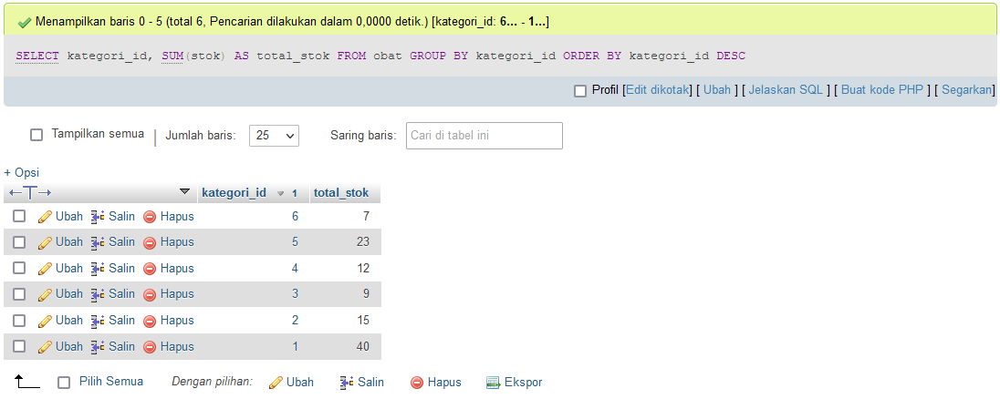 Menampilkan baris 0 - 5 (total 6, Pencarian dilakukan dalam 0,0000 detik.) [kategori_id: 6... - 1...]
SELECT kategori_id, SUM(stok) AS total_stok FROM obat GROUP BY kategori_id ORDER BY kategori_id DESC
Profil [Edit dikotak] [ Ubah ] [ Jelaskan SQL ] [ Buat kode PHP ] [ Segarkan]
Tampilkan semua | Jumlah baris: 25 Saring baris: Cari di tabel ini
+ Opsi
←T→ kategori_id 1 total_stok
Ubah Salin Hapus 6 7
Ubah Salin Hapus 5 23
Ubah Salin Hapus 4 12
Ubah Salin Hapus 3 9
Ubah Salin Hapus 2 15
Ubah Salin Hapus 1 40
Pilih Semua Dengan pilihan: Ubah Salin Hapus Ekspor